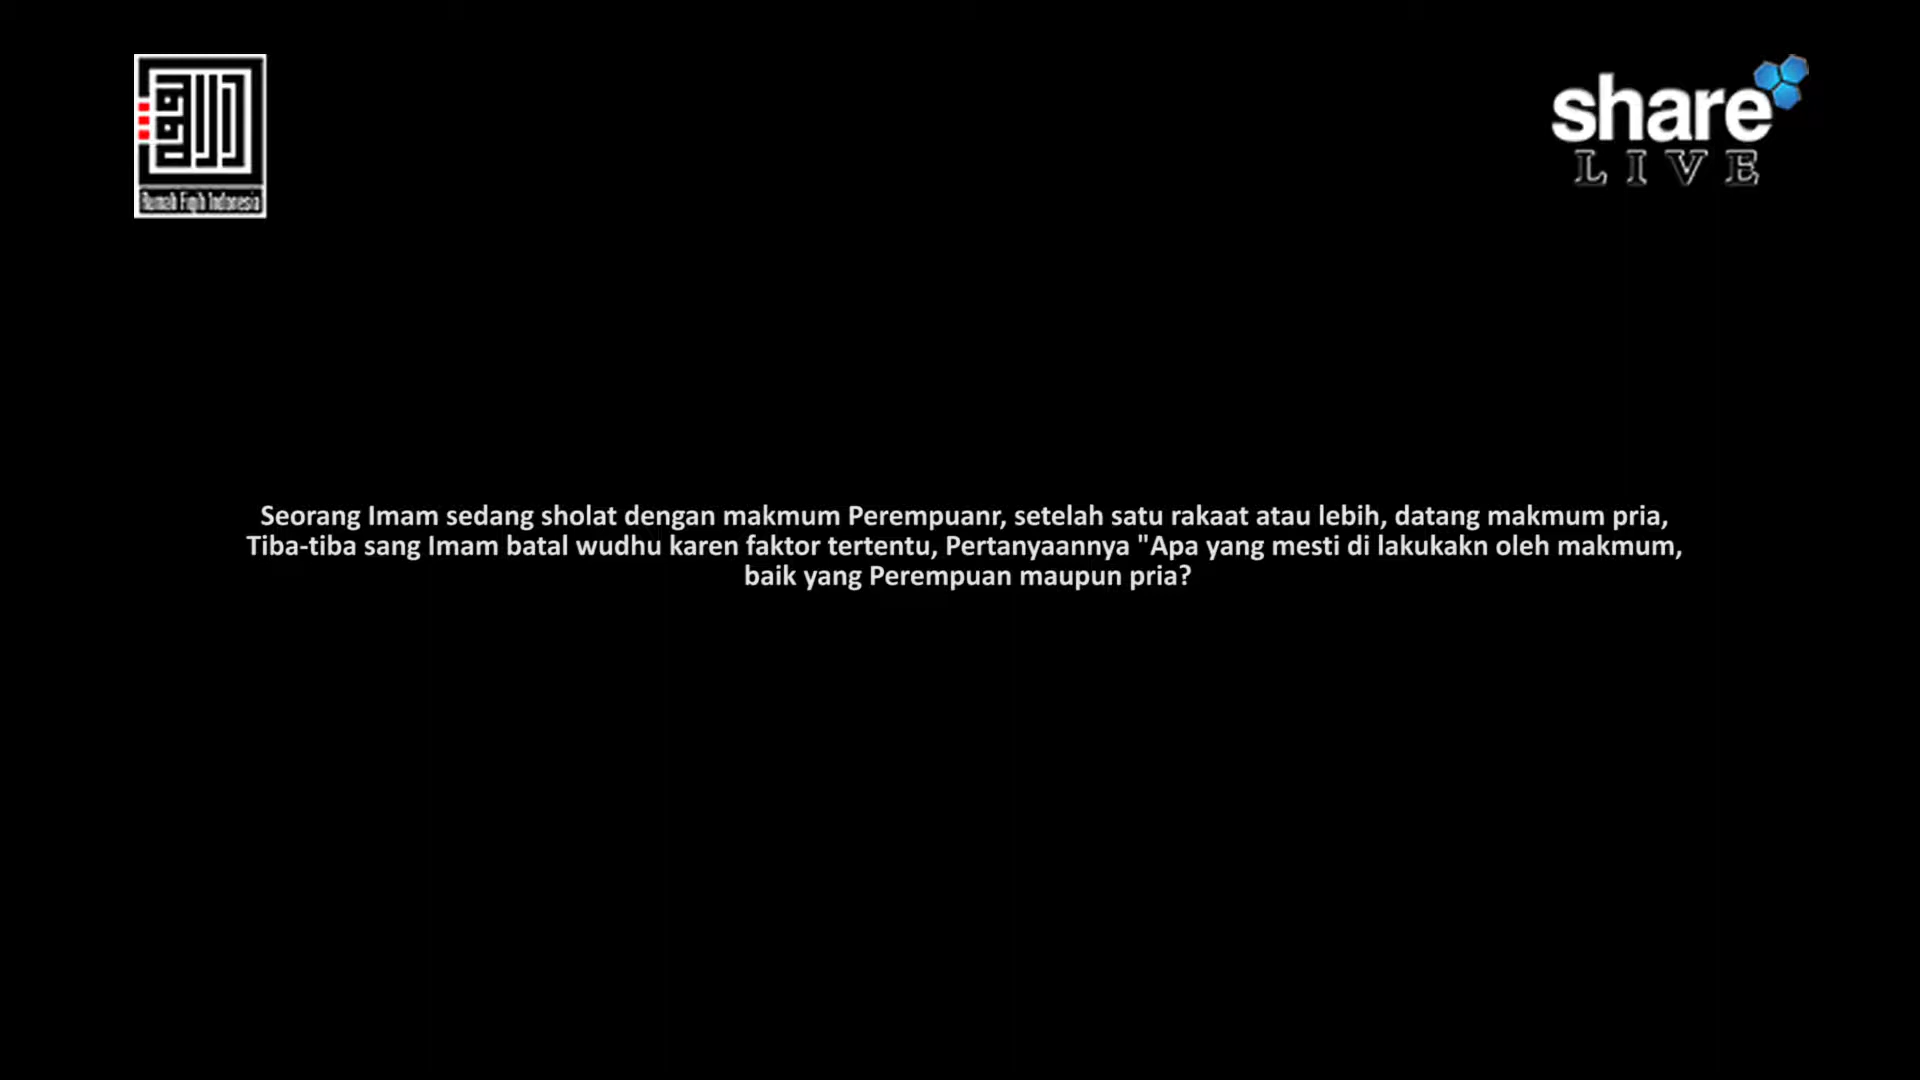 Rumah Fiqih Indonesia
share
LIVE
Seorang Imam sedang sholat dengan makmum Perempuanr, setelah satu rakaat atau lebih, datang makmum pria,
Tiba-tiba sang Imam batal wudhu karen faktor tertentu, Pertanyaannya "Apa yang mesti di lakukakn oleh makmum,
baik yang Perempuan maupun pria?